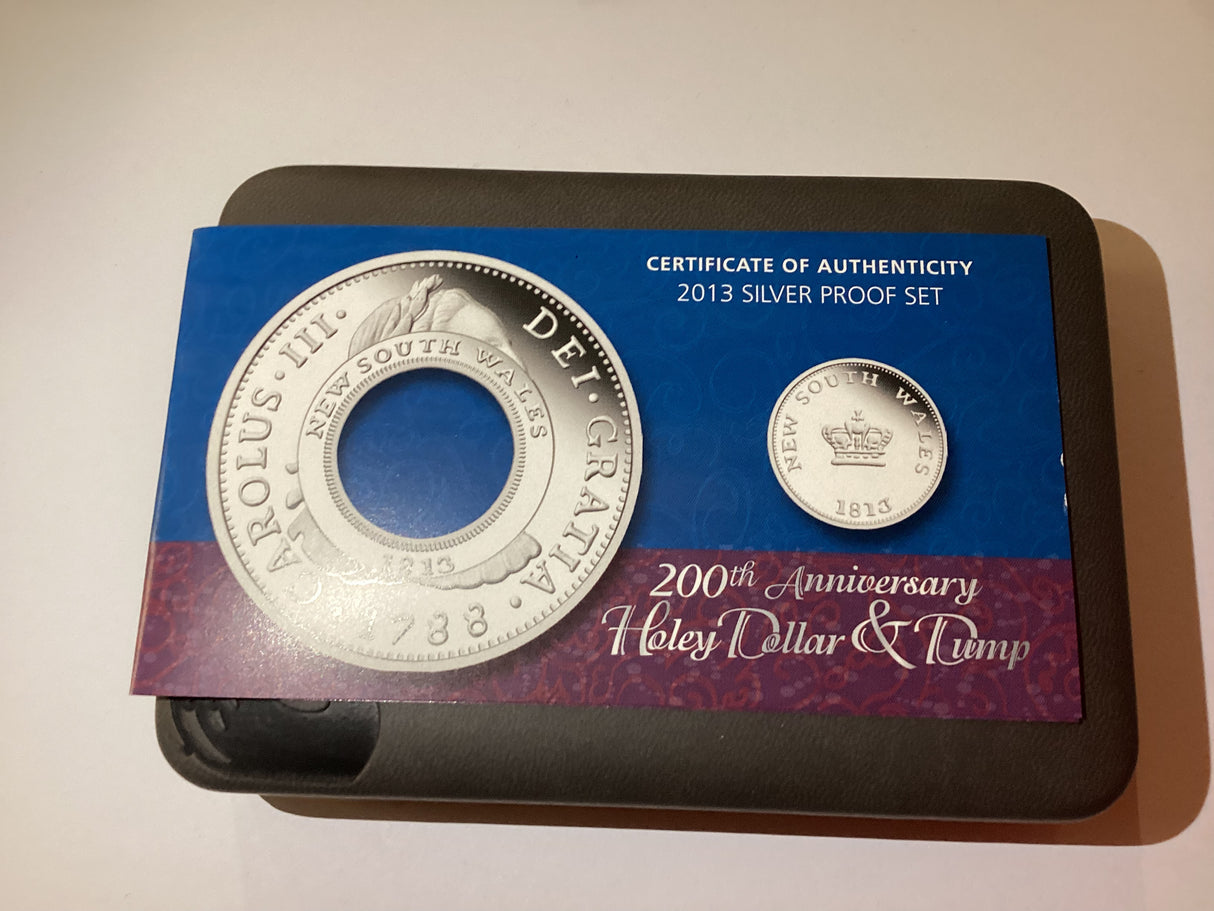 CERTIFICATE OF AUTHENTICITY
2013 SILVER PROOF SET
CAROLUS·III·
DEI·GRATIA·
NEW SOUTH WALES
1813
1788
NEW SOUTH WALES
1813
200th Anniversary
Holey Dollar & Dump